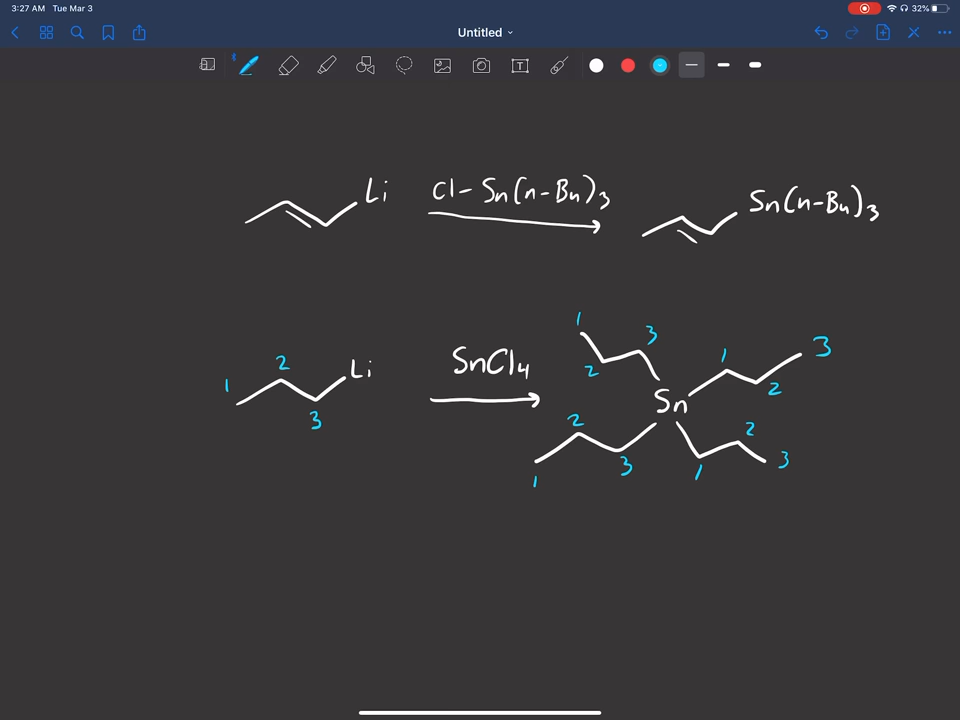 3:27 AM Tue Mar 3
32%
Untitled
T
Li Cl-Sn(n-Bu)3 Sn(n-Bu)3
1 2 3 Li
SnCl4
Sn
1 2 3
1 2 3
1 2 3
1 2 3